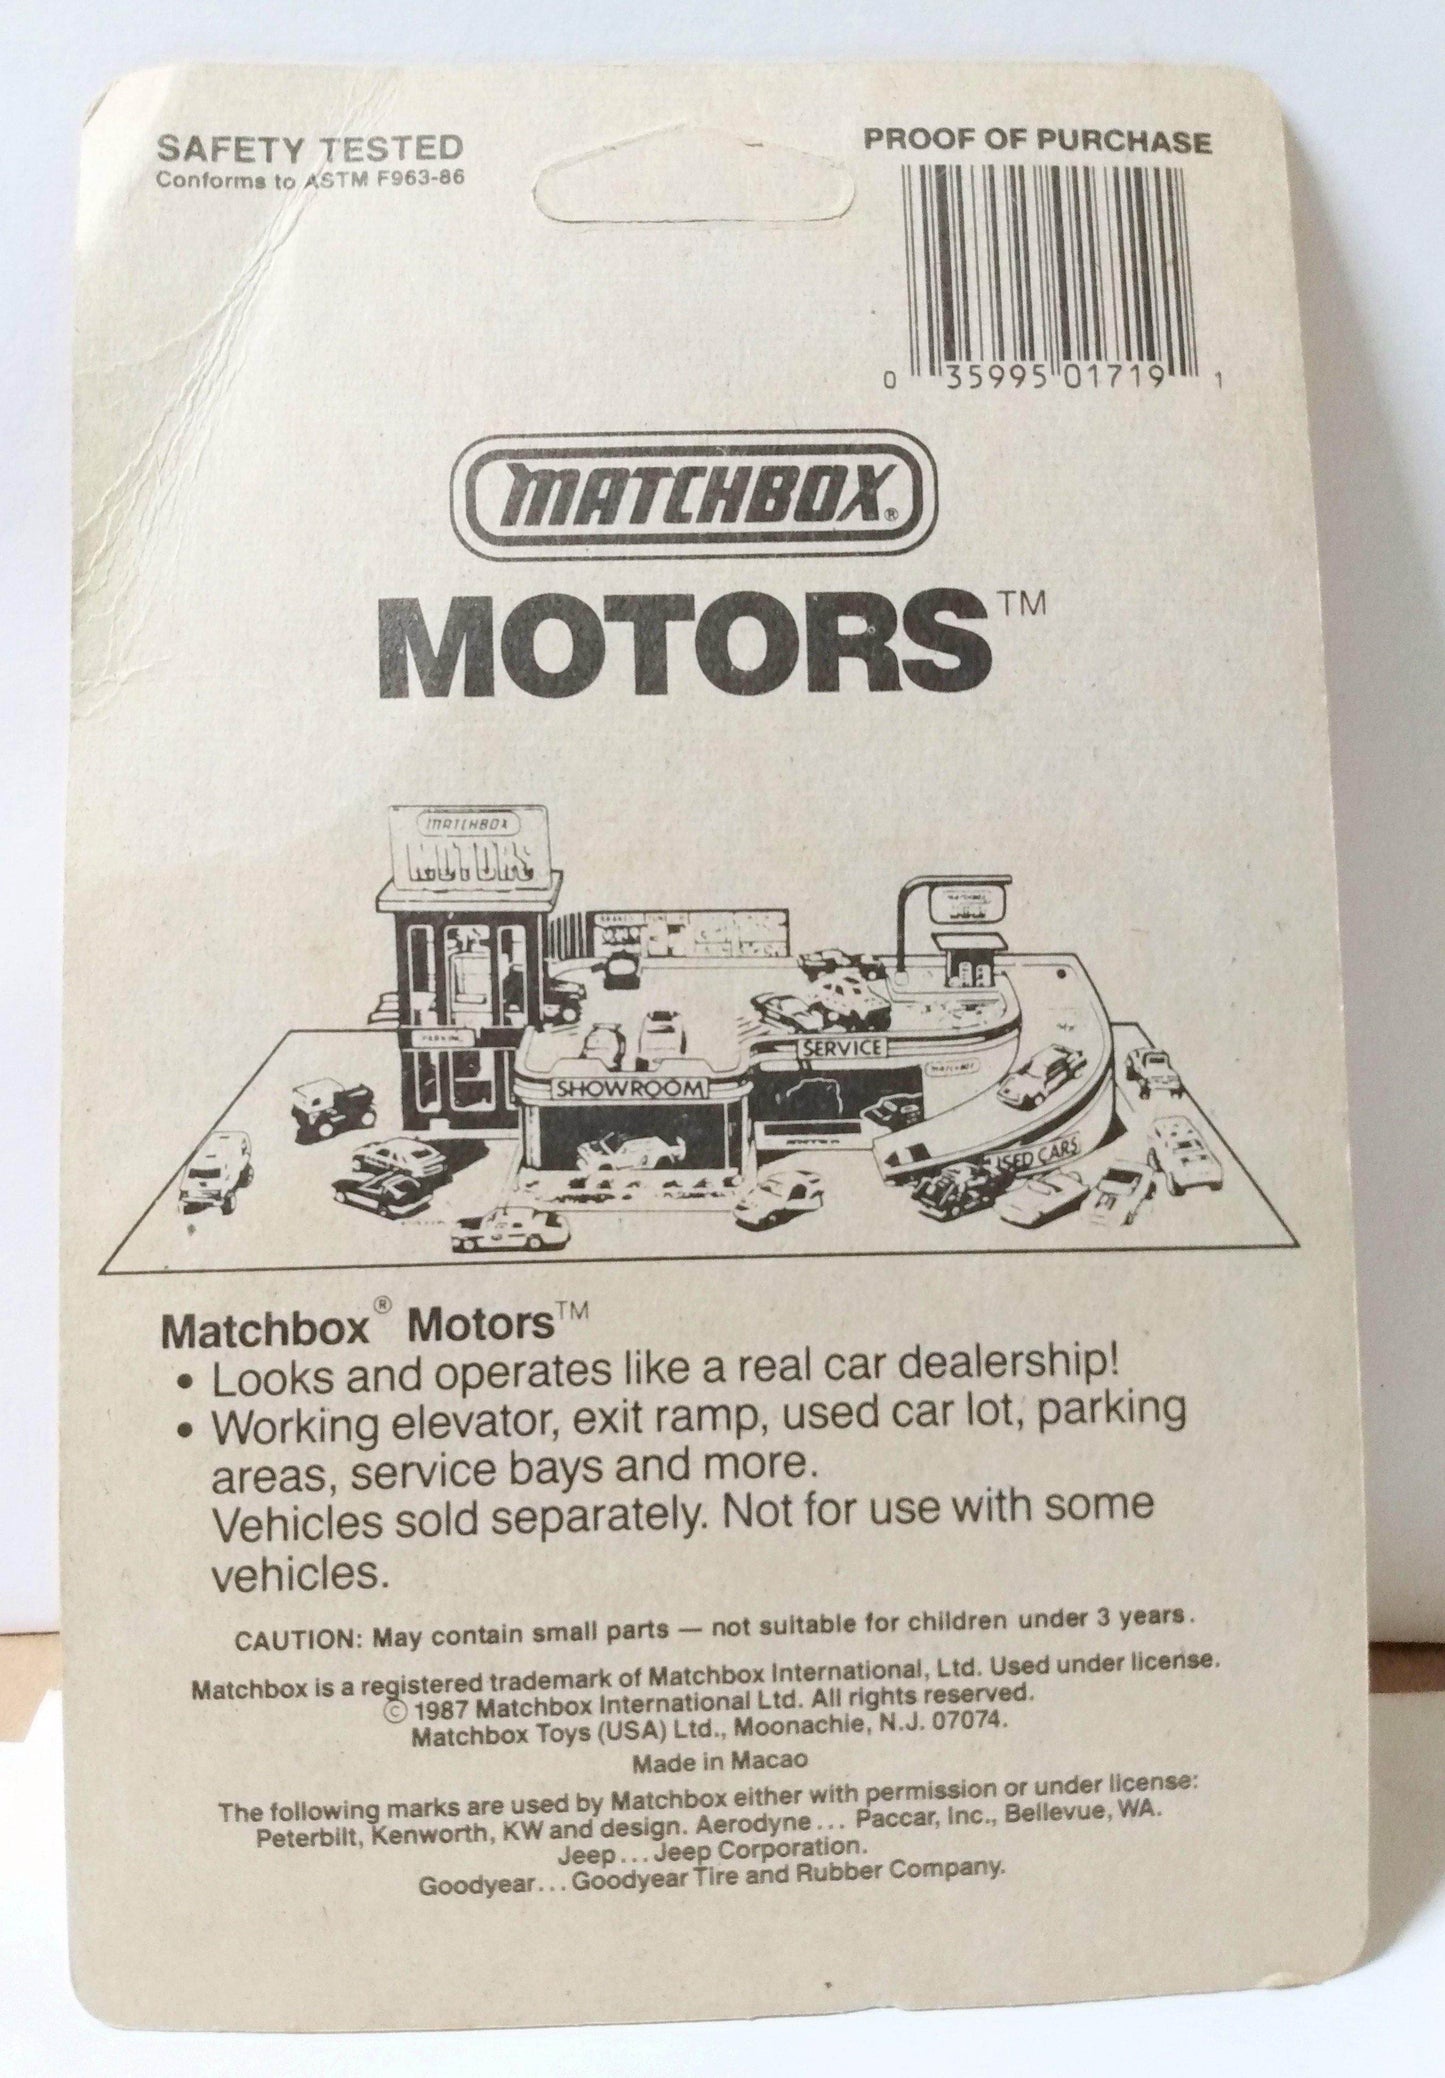 SAFETY TESTED
Conforms to ASTM F963-86
PROOF OF PURCHASE
0 35995 01719 1
MATCHBOX®
MOTORS™
MATCHBOX
MOTORS
MATCHBOX
PARKING
SERVICE
MATCHBOX
SHOWROOM
USED CARS
Matchbox® Motors™
• Looks and operates like a real car dealership!
• Working elevator, exit ramp, used car lot, parking
areas, service bays and more.
Vehicles sold separately. Not for use with some
vehicles.
CAUTION: May contain small parts — not suitable for children under 3 years.
Matchbox is a registered trademark of Matchbox International, Ltd. Used under license.
© 1987 Matchbox International Ltd. All rights reserved.
Matchbox Toys (USA) Ltd., Moonachie, N.J. 07074.
Made in Macao
The following marks are used by Matchbox either with permission or under license:
Peterbilt, Kenworth, KW and design. Aerodyne... Paccar, Inc., Bellevue, WA.
Jeep...Jeep Corporation.
Goodyear...Goodyear Tire and Rubber Company.